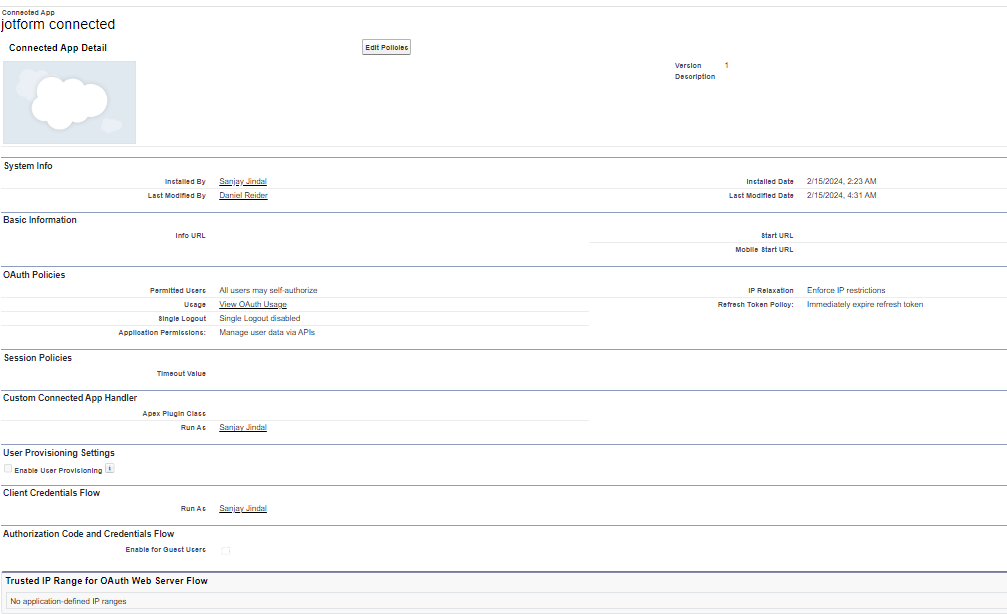 Connected App
jotform connected
Connected App Detail
Edit Policies
Version 1
Description
System Info
Installed By Sanjay Jindal Installed Date 2/15/2024, 2:23 AM
Last Modified By Daniel Reider Last Modified Date 2/15/2024, 4:31 AM
Basic Information
Info URL Start URL
Mobile Start URL
OAuth Policies
Permitted Users All users may self-authorize IP Relaxation Enforce IP restrictions
Usage View OAuth Usage Refresh Token Policy: Immediately expire refresh token
Single Logout Single Logout disabled
Application Permissions: Manage user data via APIs
Session Policies
Timeout Value
Custom Connected App Handler
Apex Plugin Class
Run As Sanjay Jindal
User Provisioning Settings
Enable User Provisioning i
Client Credentials Flow
Run As Sanjay Jindal
Authorization Code and Credentials Flow
Enable for Guest Users
Trusted IP Range for OAuth Web Server Flow
No application-defined IP ranges